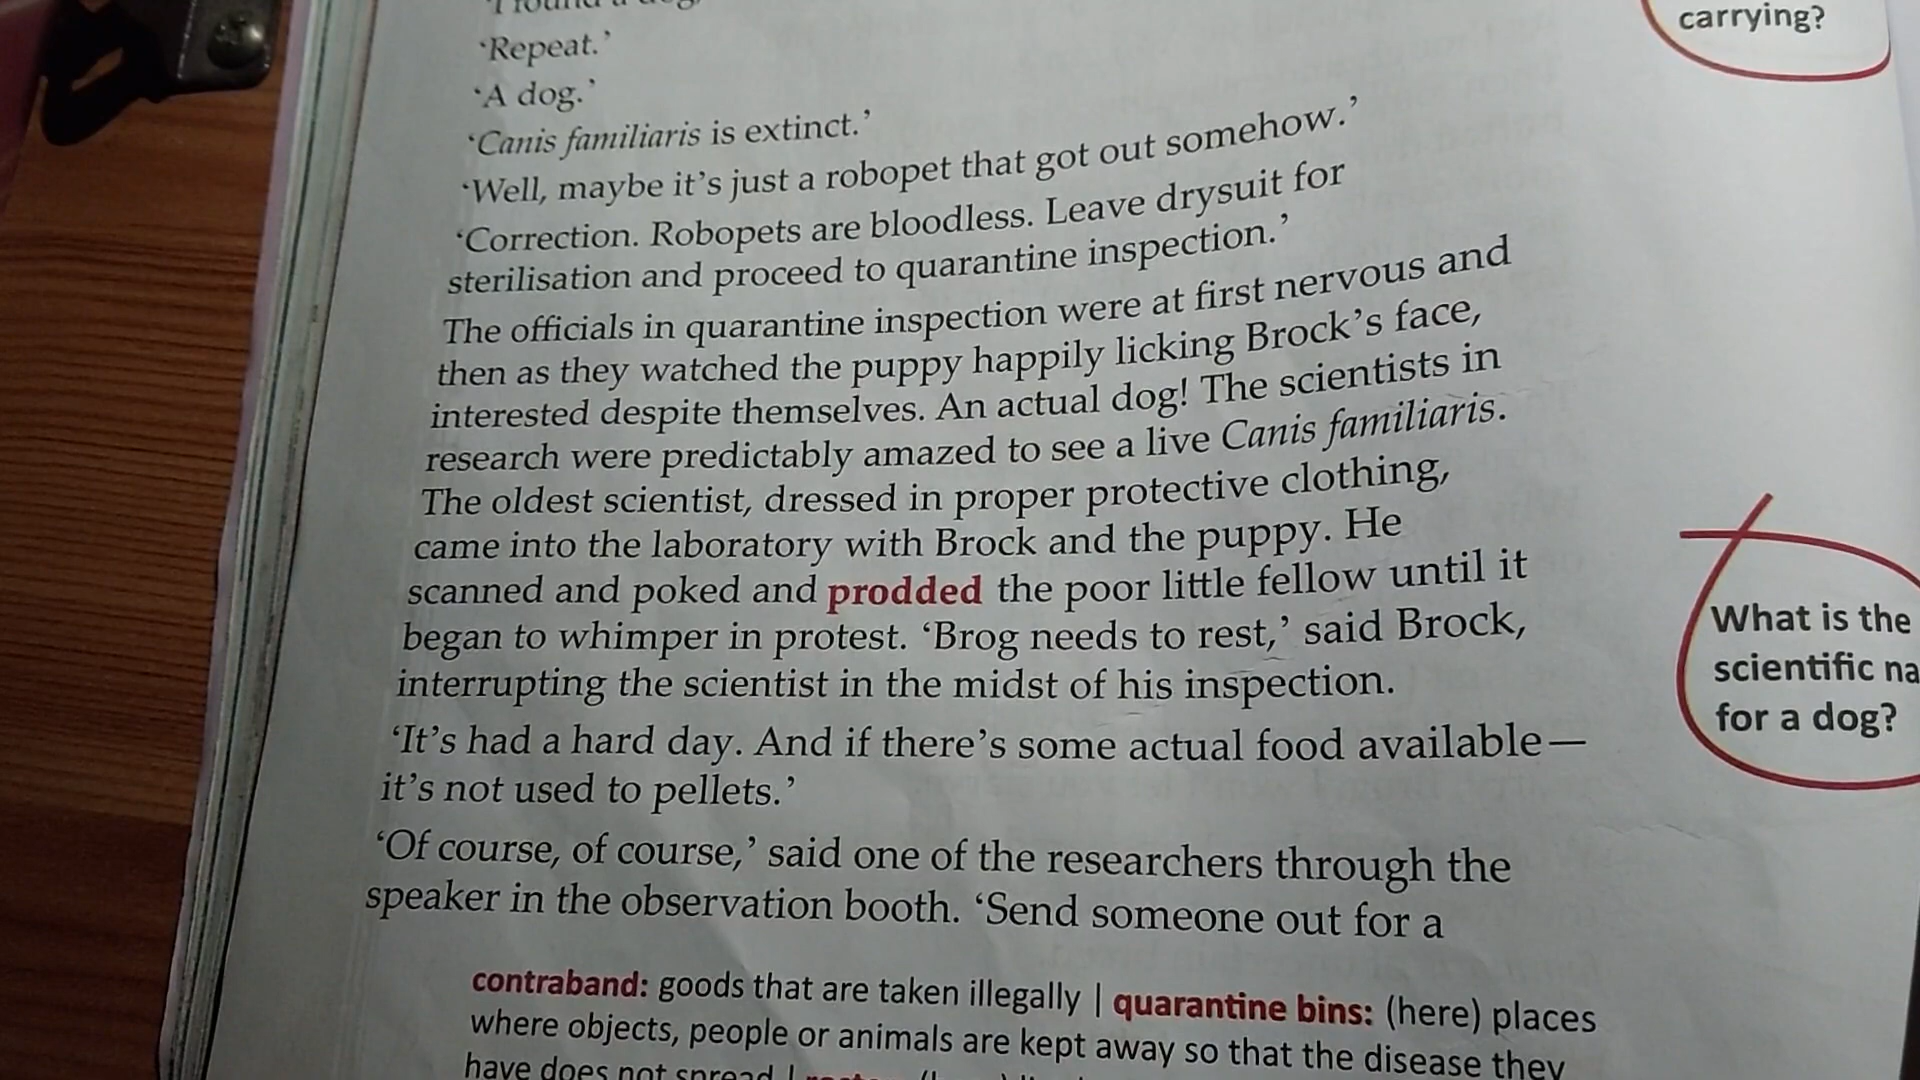 'Repeat.'
'A dog.'
'Canis familiaris is extinct.'
'Well, maybe it's just a robopet that got out somehow.'
'Correction. Robopets are bloodless. Leave drysuit for
sterilisation and proceed to quarantine inspection.'
The officials in quarantine inspection were at first nervous and
then as they watched the puppy happily licking Brock's face,
interested despite themselves. An actual dog! The scientists in
research were predictably amazed to see a live Canis familiaris.
The oldest scientist, dressed in proper protective clothing,
came into the laboratory with Brock and the puppy. He
scanned and poked and prodded the poor little fellow until it
began to whimper in protest. 'Brog needs to rest,' said Brock,
interrupting the scientist in the midst of his inspection.
'It's had a hard day. And if there's some actual food available—
it's not used to pellets.'
'Of course, of course,' said one of the researchers through the
speaker in the observation booth. 'Send someone out for a
contraband: goods that are taken illegally | quarantine bins: (here) places
where objects, people or animals are kept away so that the disease they
have does not spread |
carrying?
What is the
scientific na
for a dog?